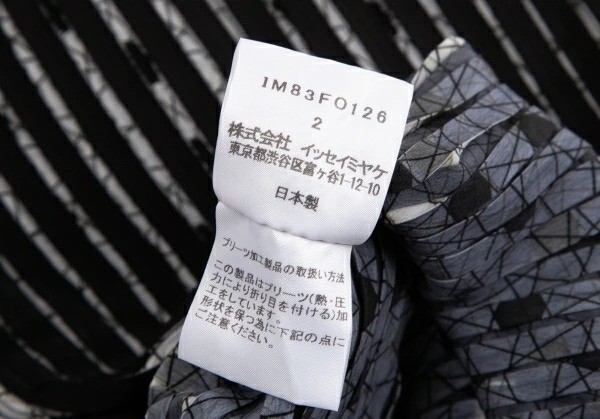 IM83FO126
2
株式会社 イッセイミヤケ
東京都渋谷区富ヶ谷1-12-10
日本製
プリーツ加工製品の取扱い方法
この製品はプリーツ(熱・圧
力により折り目を付ける)加
工をしています。
形状を保つ為に下記の点に
ご注意ください。